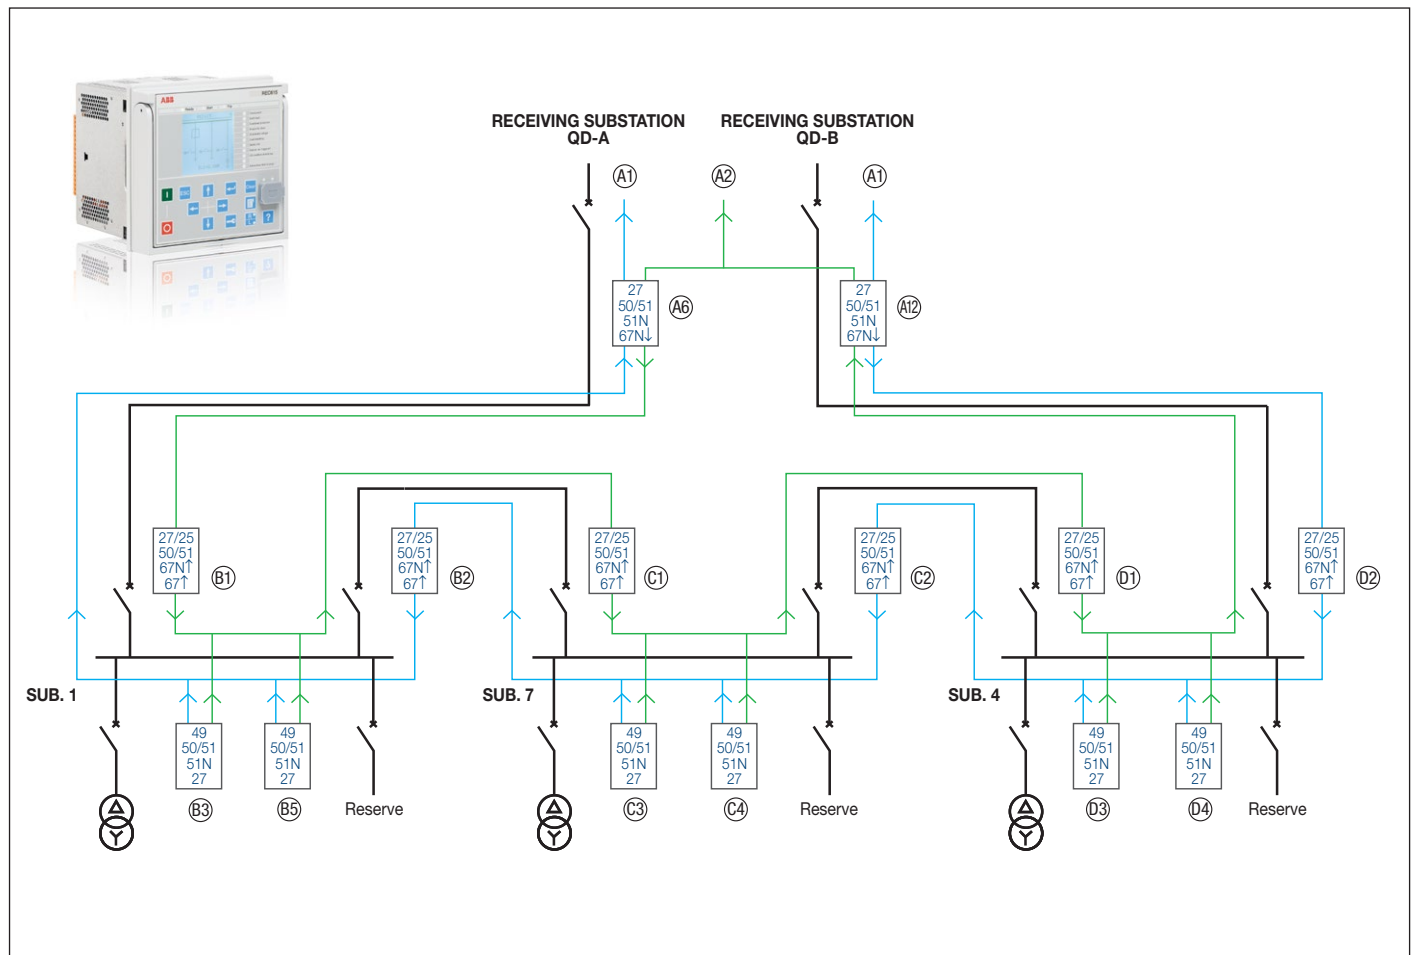 ABB
RECEIVING SUBSTATION
QD-A
RECEIVING SUBSTATION
QD-B
A1
A2
A1
27
50/51
51N
67N↓
A6
27
50/51
51N
67N↓
A12
27/25
50/51
67N↑
67↑
B1
27/25
50/51
67N↑
67↑
B2
27/25
50/51
67N↑
67↑
C1
27/25
50/51
67N↑
67↑
C2
27/25
50/51
67N↑
67↑
D1
27/25
50/51
67N↑
67↑
D2
SUB. 1
SUB. 7
SUB. 4
49
50/51
51N
27
B3
49
50/51
51N
27
B5
Reserve
49
50/51
51N
27
C3
49
50/51
51N
27
C4
Reserve
49
50/51
51N
27
D3
49
50/51
51N
27
D4
Reserve